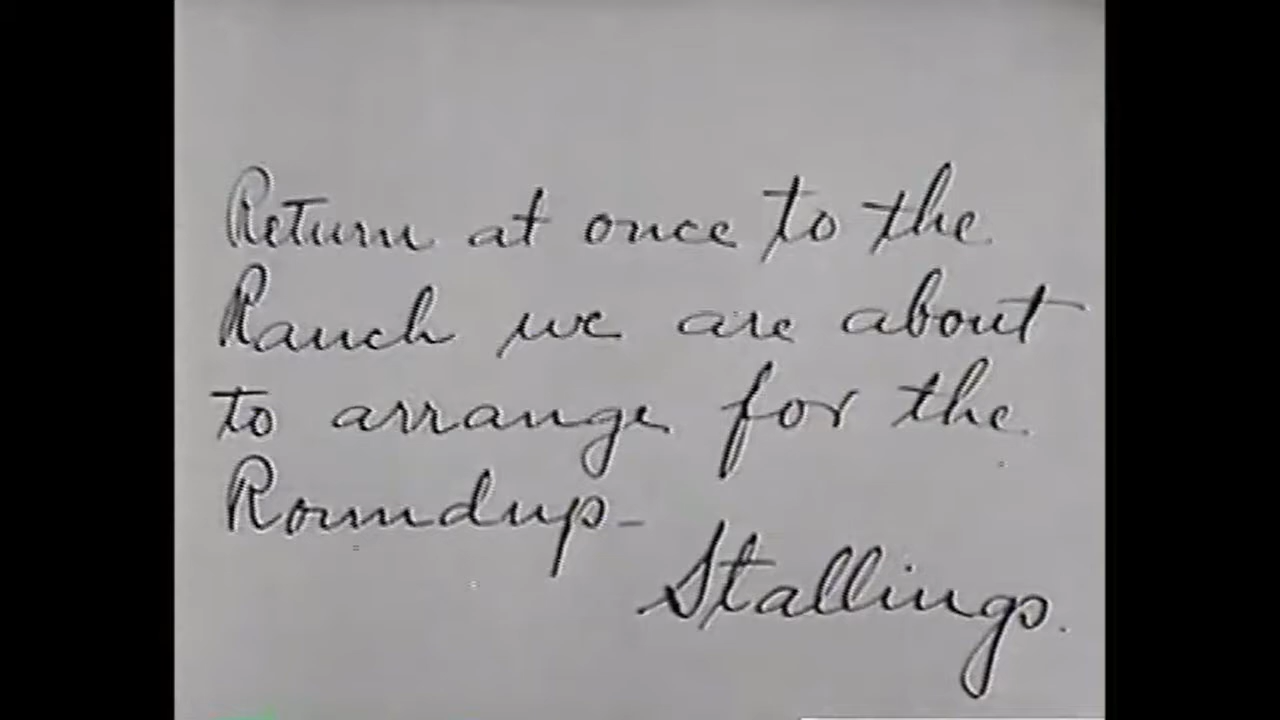 Return at once to the
Ranch we are about
to arrange for the
Roundup-
Stallings.